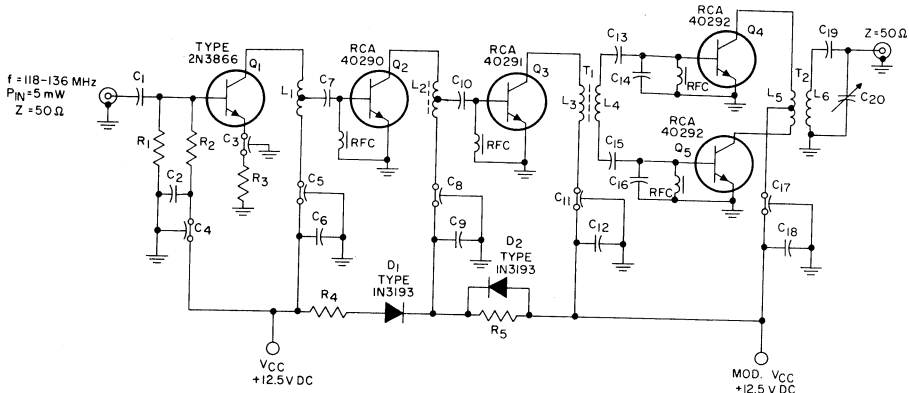 f = 118–136 MHz
PIN = 5 mW
Z = 50 Ω
C1
R1
R2
C2
C4
TYPE
2N3866
Q1
C3
R3
L1
C5
C6
C7
RCA
40290
Q2
RFC
L2
C8
C9
C10
RCA
40291
Q3
RFC
T1
L3
L4
C11
C12
C13
C14
RFC
RCA
40292
Q4
C15
C16
RFC
RCA
40292
Q5
L5
T2
L6
C17
C18
C19
C20
Z = 50 Ω
R4
D1
TYPE
1N3193
D2
TYPE
1N3193
R5
VCC
+12.5 V DC
MOD. VCC
+12.5 V DC